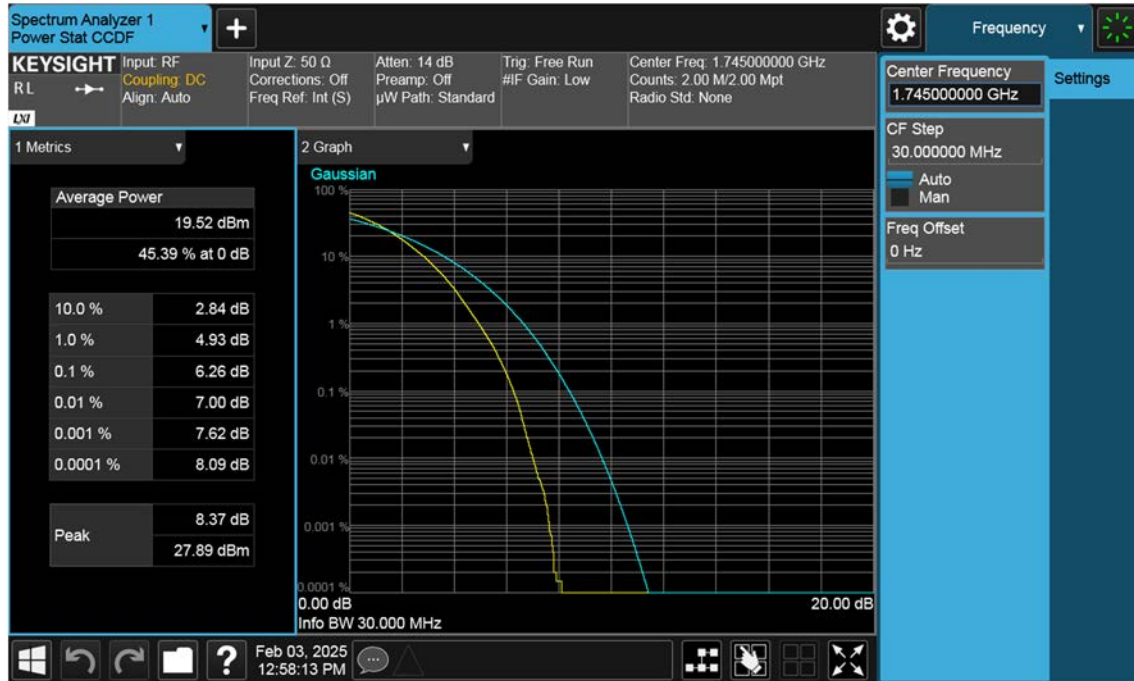 Spectrum Analyzer 1
Power Stat CCDF
Frequency
KEYSIGHT
R L
LXI
Input: RF
Coupling: DC
Align: Auto
Input Z: 50 Ω
Corrections: Off
Freq Ref: Int (S)
Atten: 14 dB
Preamp: Off
µW Path: Standard
Trig: Free Run
#IF Gain: Low
Center Freq: 1.745000000 GHz
Counts: 2.00 M/2.00 Mpt
Radio Std: None
Center Frequency
1.745000000 GHz
Settings
CF Step
30.000000 MHz
Auto
Man
Freq Offset
0 Hz
1 Metrics
Average Power
19.52 dBm
45.39 % at 0 dB
10.0 % 2.84 dB
1.0 % 4.93 dB
0.1 % 6.26 dB
0.01 % 7.00 dB
0.001 % 7.62 dB
0.0001 % 8.09 dB
Peak
8.37 dB
27.89 dBm
2 Graph
Gaussian
100 %
10 %
1 %
0.1 %
0.01 %
0.001 %
0.0001 %
0.00 dB 20.00 dB
Info BW 30.000 MHz
?
Feb 03, 2025
12:58:13 PM